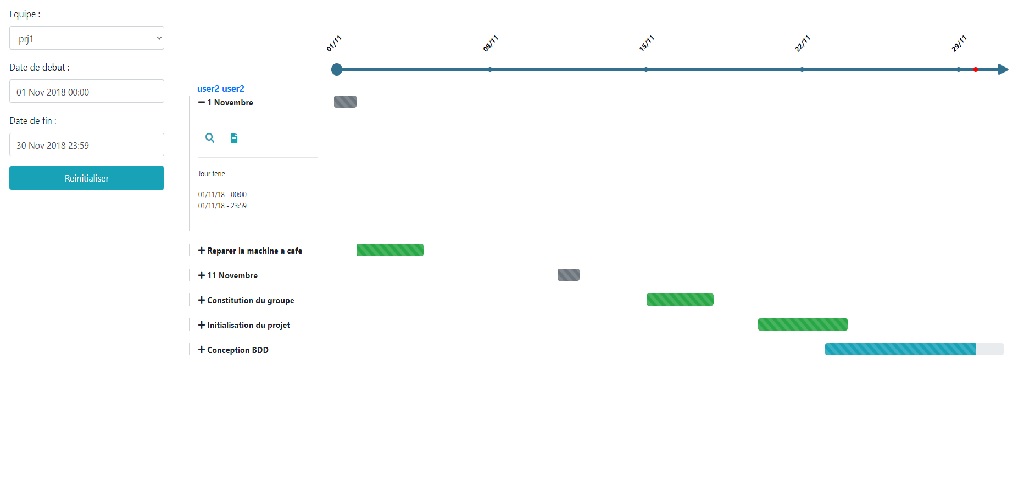 Equipe :
prj1
Date de debut :
01 Nov 2018 00:00
Date de fin :
30 Nov 2018 23:59
Reinitialiser
01/11
08/11
15/11
22/11
29/11
user2 user2
1 Novembre
Jour ferie
01/11/18 - 00:00
01/11/18 - 23:59
Reparer la machine a cafe
11 Novembre
Constitution du groupe
Initialisation du projet
Conception BDD